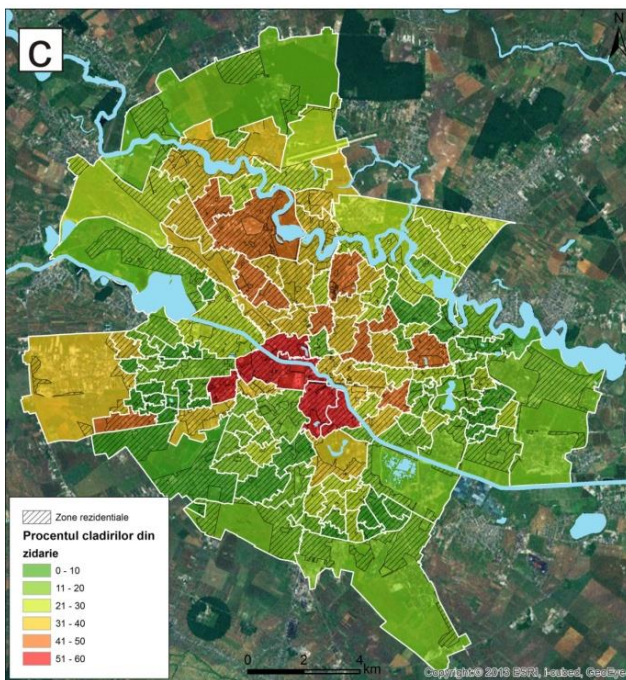 C
N
Zone rezidentiale
Procentul cladirilor din
zidarie
0 - 10
11 - 20
21 - 30
31 - 40
41 - 50
51 - 60
0 2 4
km
Copyright:© 2013 ESRI, i-cubed, GeoEye